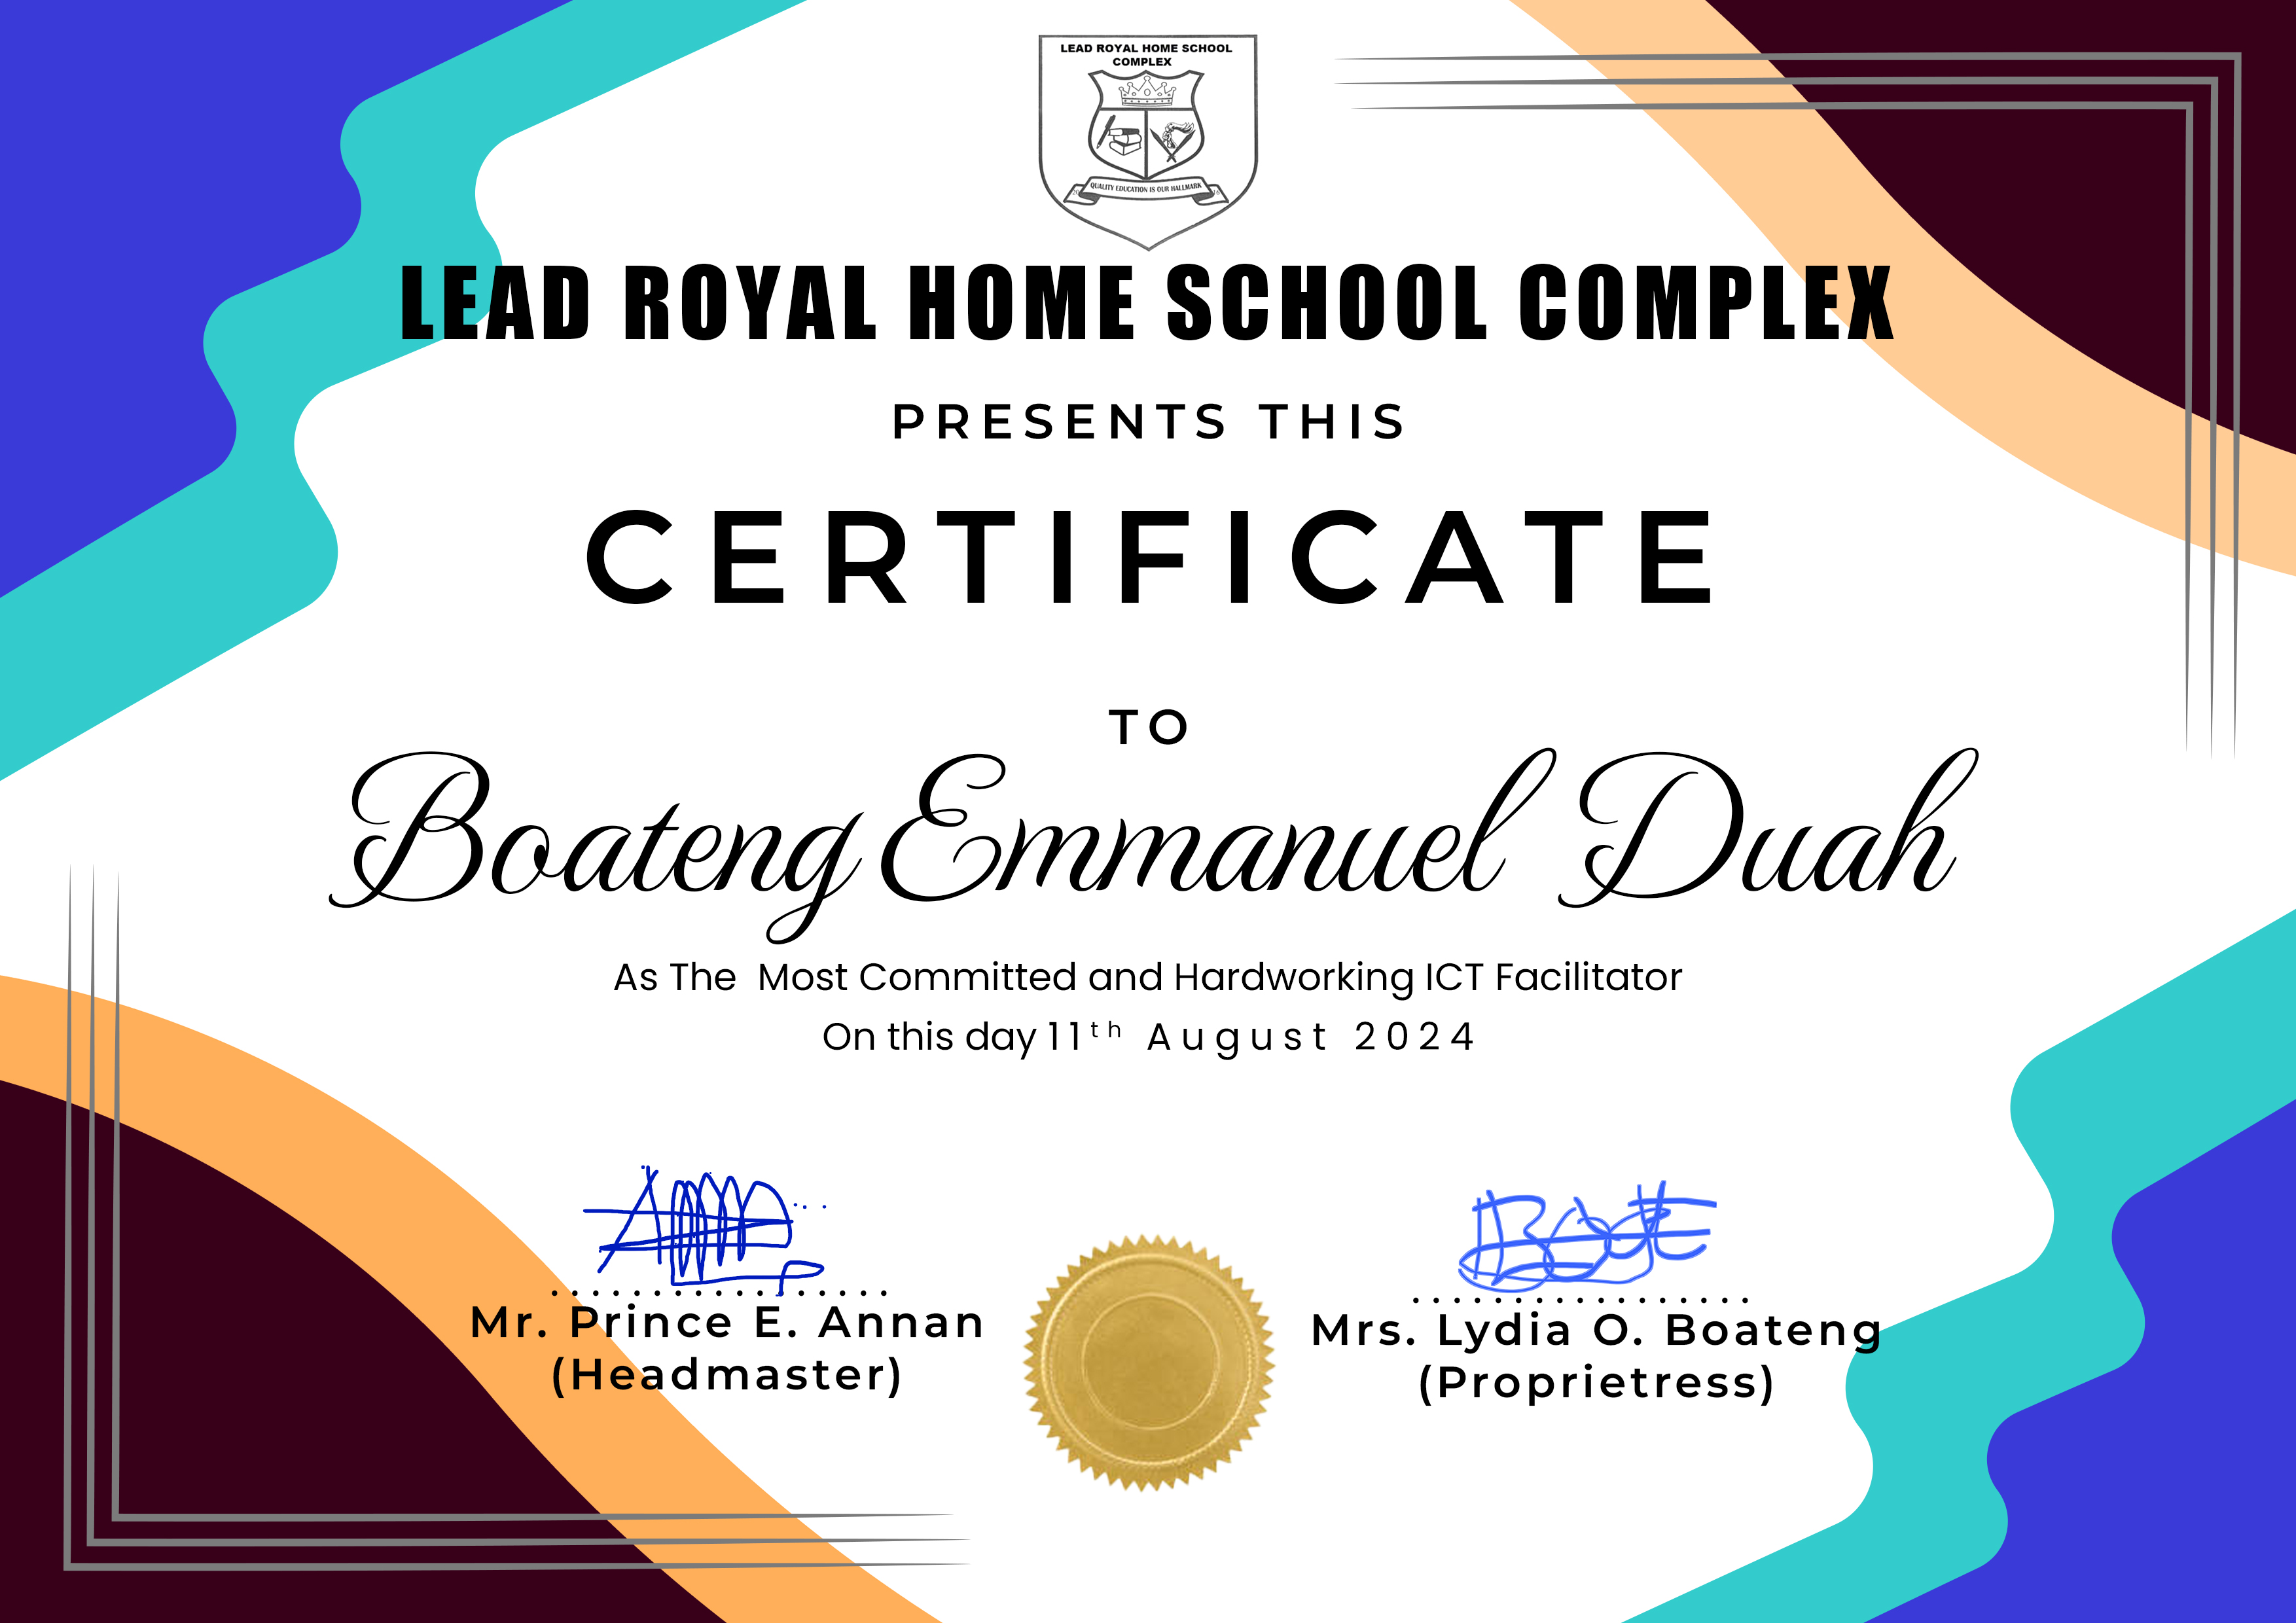 LEAD ROYAL HOME SCHOOL
COMPLEX
QUALITY EDUCATION IS OUR HALLMARK
LEAD ROYAL HOME SCHOOL COMPLEX
PRESENTS THIS
CERTIFICATE
TO
Boateng Emmanuel Duah
As The Most Committed and Hardworking ICT Facilitator
On this day 11th August 2024
Mr. Prince E. Annan
(Headmaster)
Mrs. Lydia O. Boateng
(Proprietress)